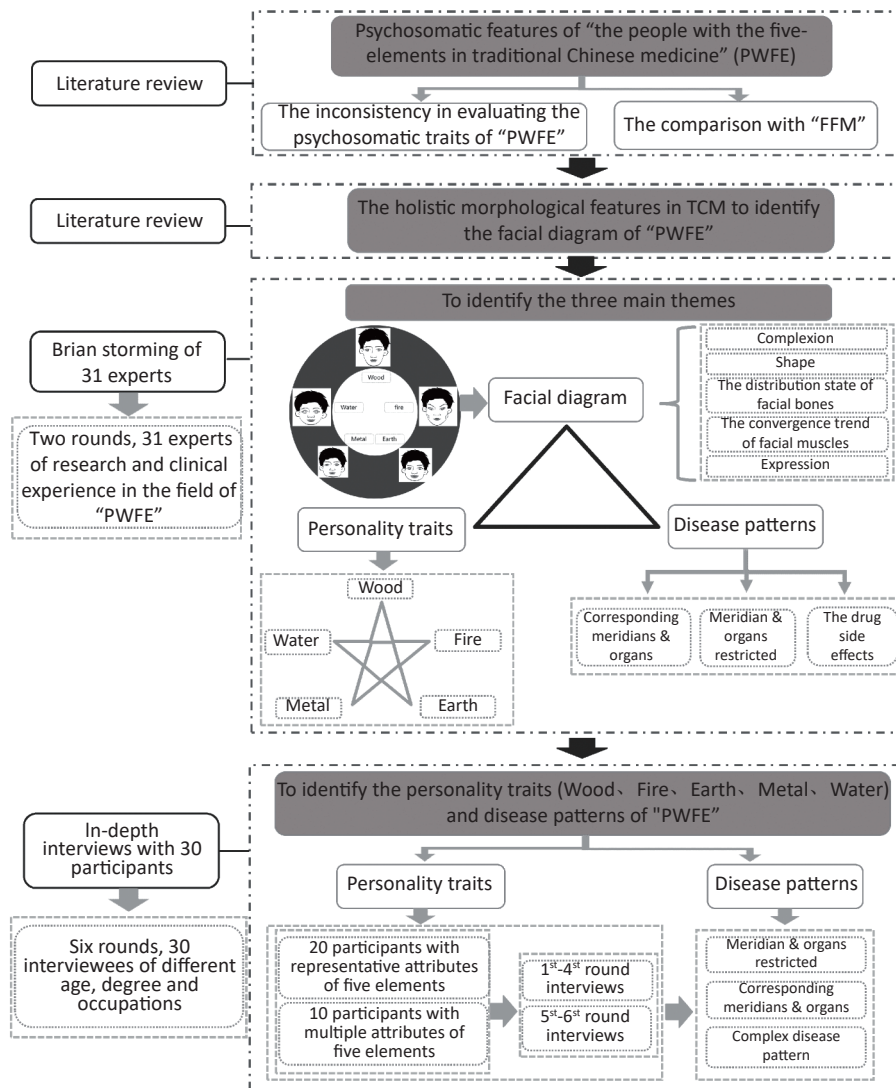 Psychosomatic features of “the people with the five-
elements in traditional Chinese medicine” (PWFE)
Literature review
The inconsistency in evaluating the
psychosomatic traits of “PWFE”
The comparison with “FFM”
Literature review
The holistic morphological features in TCM to identify
the facial diagram of “PWFE”
To identify the three main themes
Brian storming of
31 experts
Two rounds, 31 experts
of research and clinical
experience in the field of
“PWFE”
Wood
Water
fire
Metal
Earth
Facial diagram
Complexion
Shape
The distribution state of
facial bones
The convergence trend
of facial muscles
Expression
Personality traits
Wood
Water
Fire
Metal
Earth
Disease patterns
Corresponding
meridians & organs
Meridian &
organs
restricted
The drug
side
effects
To identify the personality traits (Wood、Fire、Earth、Metal、Water)
and disease patterns of "PWFE”
In-depth
interviews with 30
participants
Six rounds, 30
interviewees of different
age, degree and
occupations
Personality traits
20 participants with
representative attributes
of five elements
10 participants with
multiple attributes of
five elements
1st-4st round
interviews
5st-6st round
interviews
Disease patterns
Meridian & organs
restricted
Corresponding
meridians & organs
Complex disease
pattern